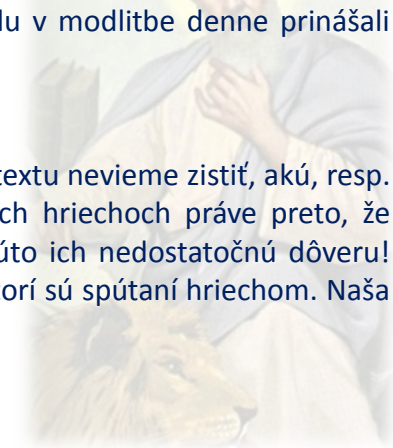 du v modlitbe denne prinášali
textu nevieme zistiť, akú, resp.
ch hriechoch práve preto, že
úto ich nedostatočnú dôveru!
torí sú spútaní hriechom. Naša